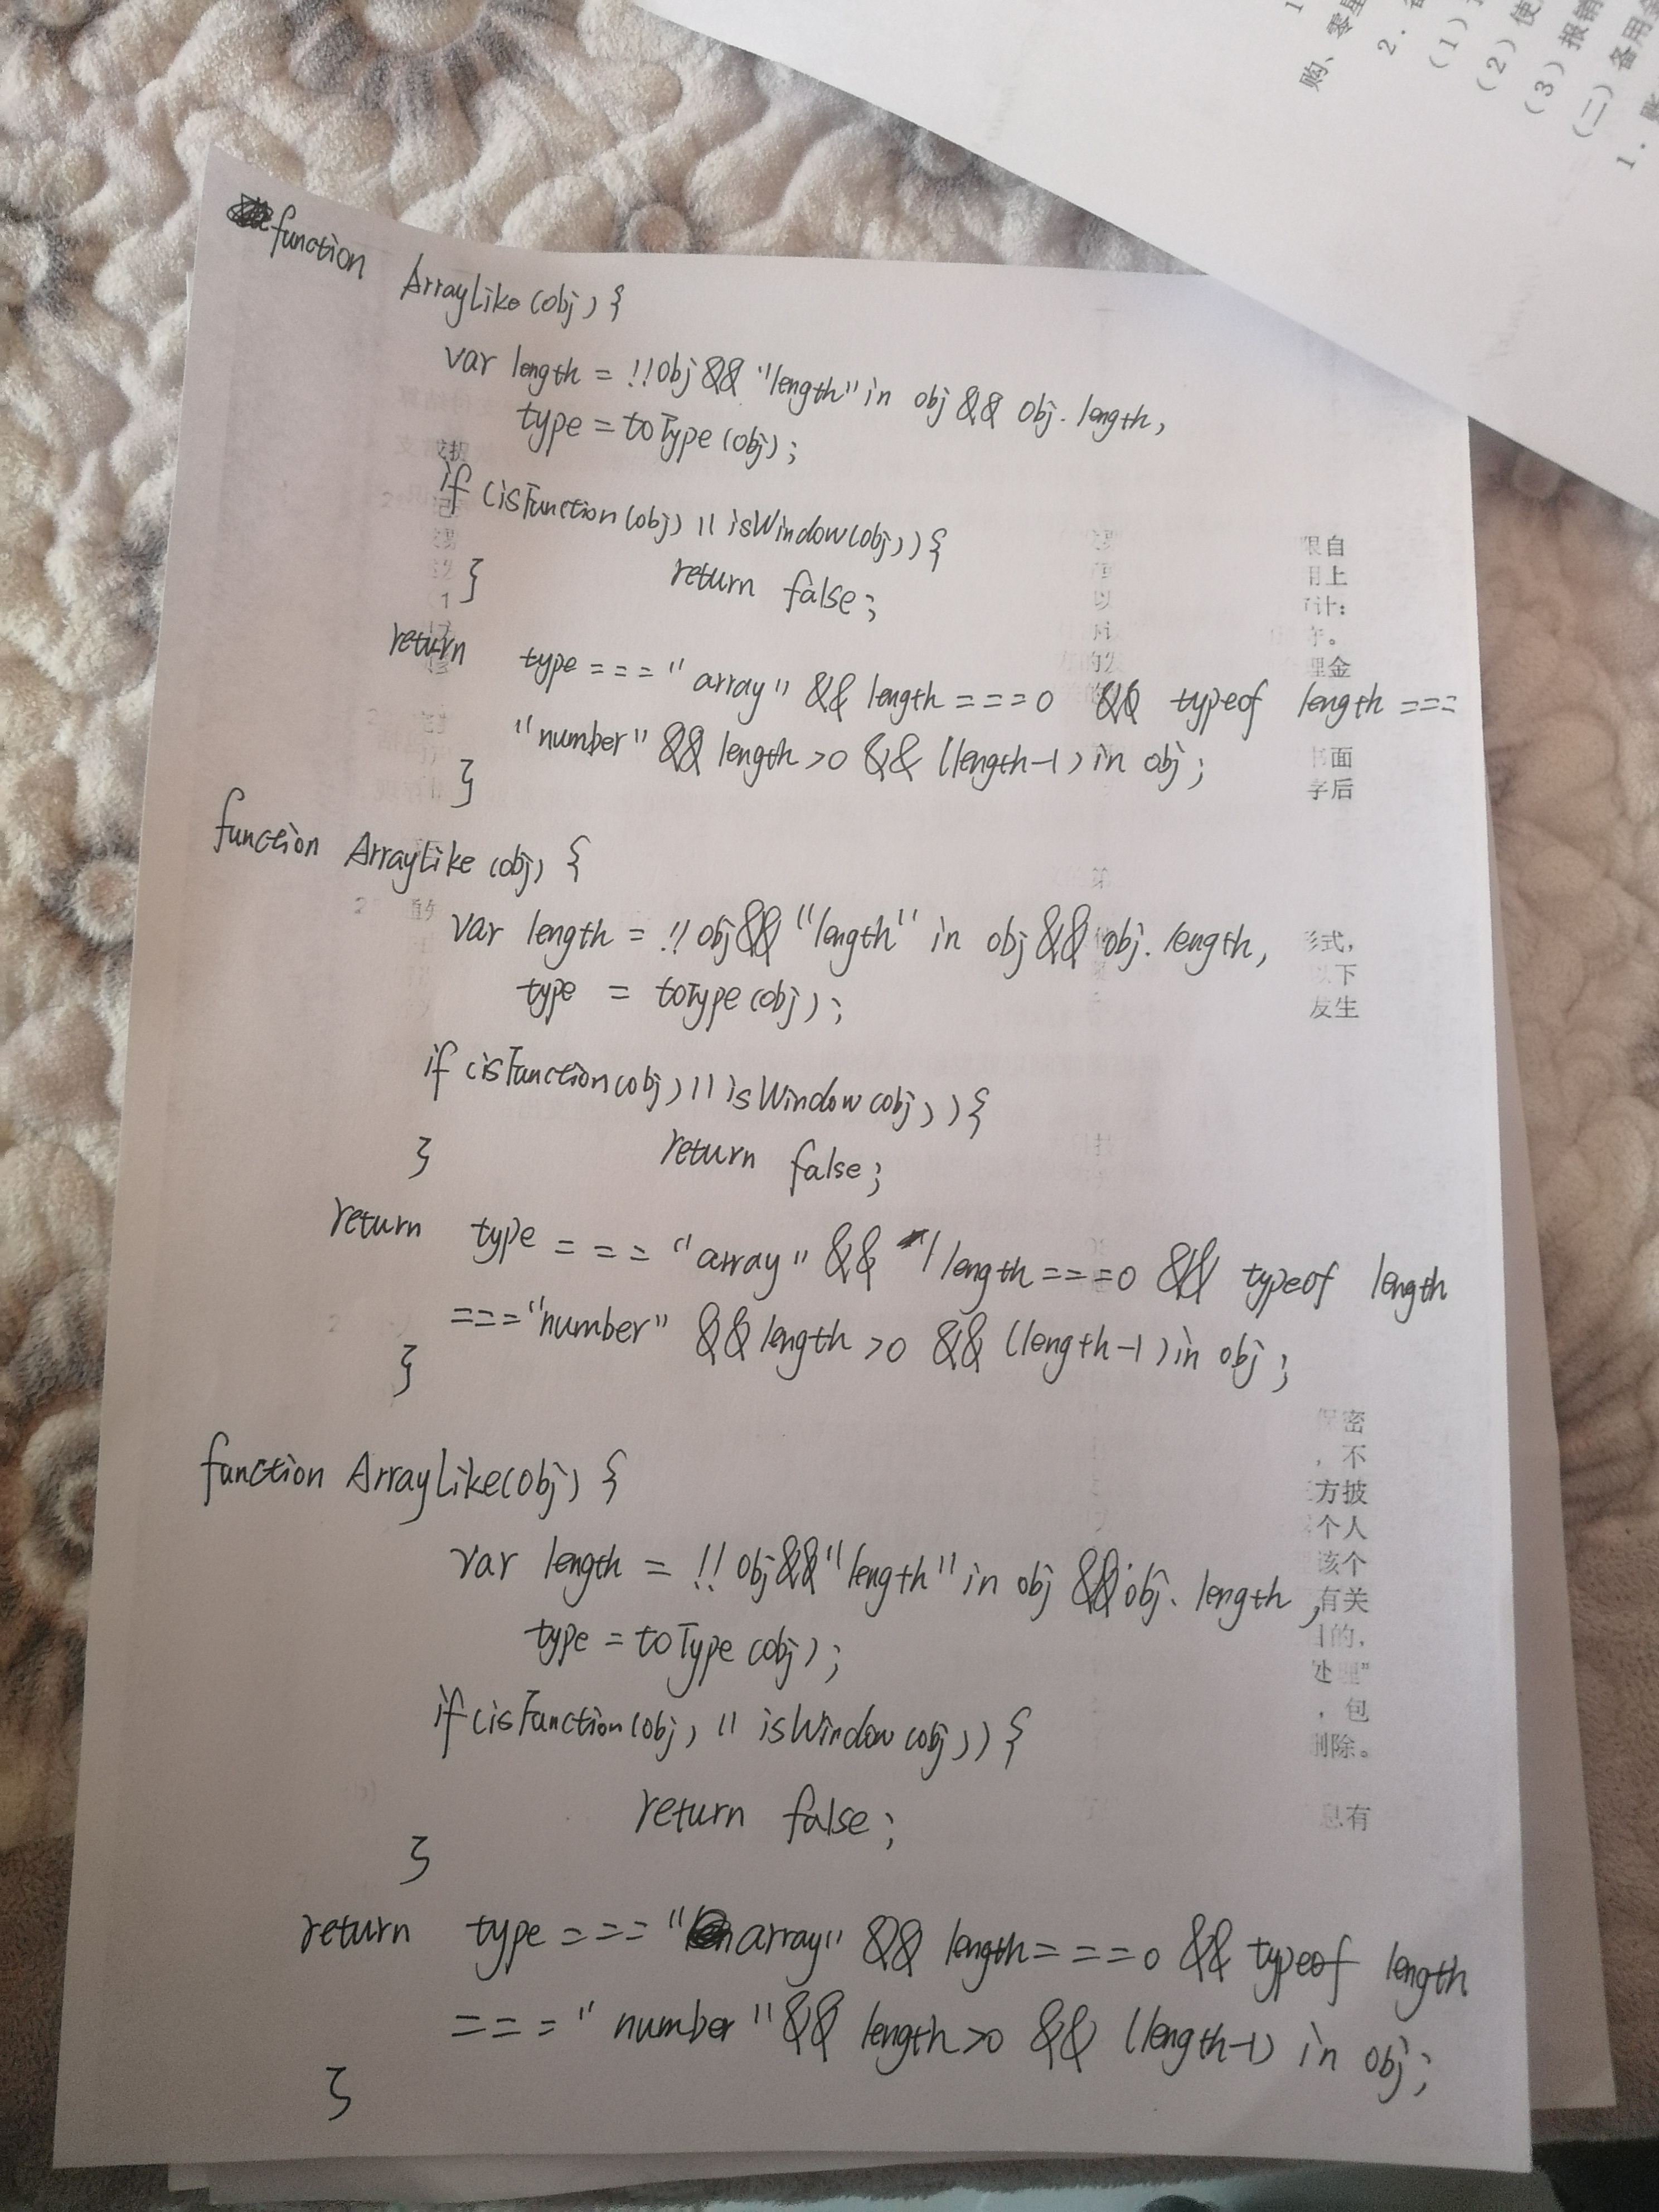 购、零星
2.
(1)
(2)使
(3)报销
(二)备用金
1.账
function ArrayLike(obj){
var length = !!obj && "length" in obj && obj.length,
type = toType(obj);
if (isFunction(obj) || isWindow(obj)){
return false;
}
return type === "array" && length === 0 && typeof length ===
"number" && length >0 && (length-1) in obj;
}
function ArrayLike(obj) {
var length = !!obj && "length" in obj && obj.length,
type = toType(obj);
if (isFunction(obj) || isWindow(obj)){
return false;
}
return type === "array" && length === 0 && typeof length
=== "number" && length >0 && (length-1) in obj;
}
function ArrayLike(obj) {
var length = !!obj && "length" in obj && obj.length,
type = toType(obj);
if (isFunction(obj) || isWindow(obj)) {
return false;
}
return type === "array" && length === 0 && typeof length
=== "number" && length >0 && (length-1) in obj;
}
限自
用上
计:
理金
书面
字后
形式,
以下
发生
保密
,不
方披
个人
该个
有关
目的,
处理"
,包
删除。
息有